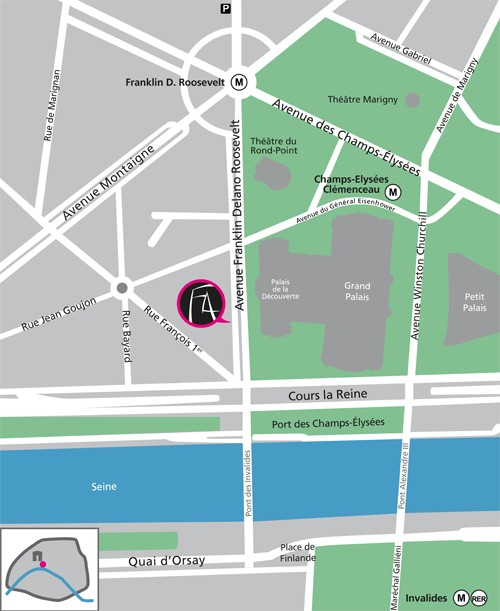 P
Avenue Gabriel
Avenue de Marigny
Rue de Marignan
Franklin D. Roosevelt M
Théâtre Marigny
Avenue des Champs-Élysées
Théâtre du
Rond-Point
Avenue Montaigne
Champs-Elysées
Clémenceau M
Avenue Franklin Delano Roosevelt
Avenue du Général Eisenhower
Avenue Winston Churchill
Palais
de la
Découverte
Grand
Palais
Petit
Palais
Rue Jean Goujon
Rue Bayard
Rue François 1er
Cours la Reine
Port des Champs-Élysées
Seine
Pont des Invalides
Pont Alexandre III
Quai d'Orsay
Place de
Finlande
Maréchal Galliéni
Invalides M RER